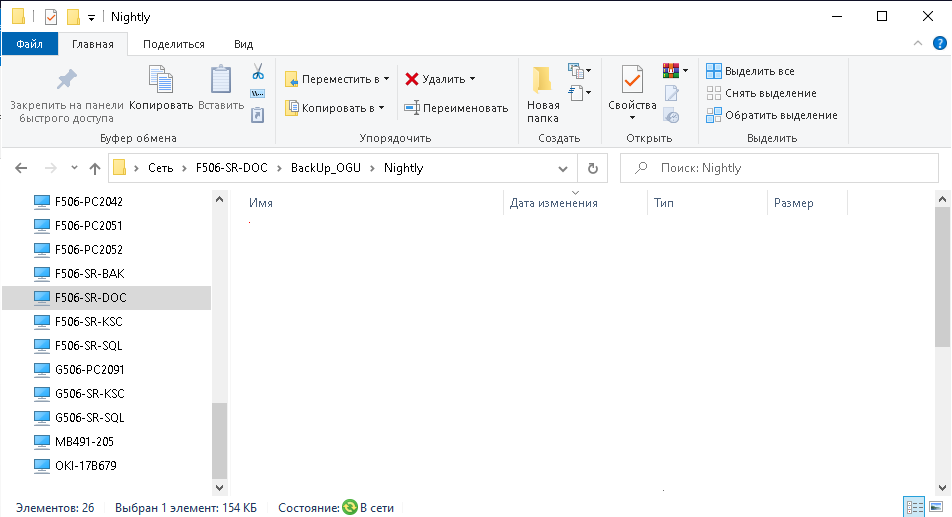 Nightly
Файл Главная Поделиться Вид
Закрепить на панели быстрого доступа
Копировать
Вставить
Буфер обмена
Переместить в
Копировать в
Удалить
Переименовать
Упорядочить
Новая папка
Создать
Свойства
Открыть
Выделить все
Снять выделение
Обратить выделение
Выделить
Сеть > F506-SR-DOC > BackUp_OGU > Nightly
Поиск: Nightly
Имя Дата изменения Тип Размер
F506-PC2042
F506-PC2051
F506-PC2052
F506-SR-BAK
F506-SR-DOC
F506-SR-KSC
F506-SR-SQL
G506-PC2091
G506-SR-KSC
G506-SR-SQL
MB491-205
OKI-17B679
Элементов: 26 Выбран 1 элемент: 154 КБ Состояние: В сети